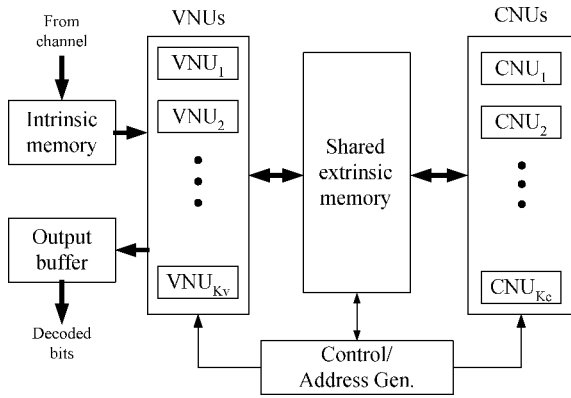 From
channel
VNUs
CNUs
VNU1
CNU1
Intrinsic
memory
VNU2
CNU2
Shared
extrinsic
memory
Output
buffer
VNUKv
CNUKc
Decoded
bits
Control/
Address Gen.